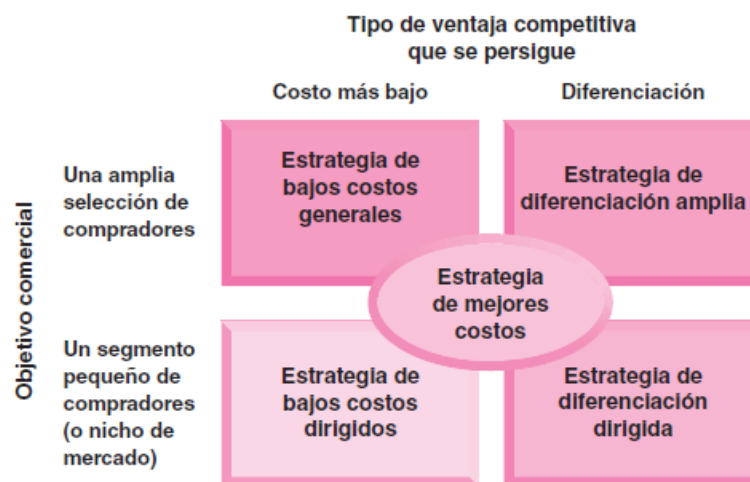 Tipo de ventaja competitiva
que se persigue
Costo más bajo
Diferenciación
Objetivo comercial
Una amplia
selección de
compradores
Estrategia de
bajos costos
generales
Estrategia de
diferenciación amplia
Estrategia
de mejores
costos
Un segmento
pequeño de
compradores
(o nicho de
mercado)
Estrategia de
bajos costos
dirigidos
Estrategia de
diferenciación
dirigida